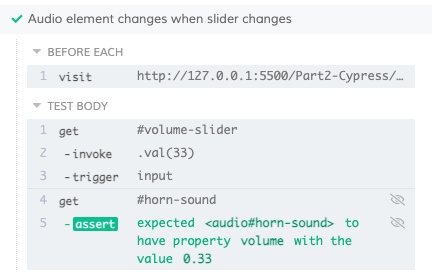 Audio element changes when slider changes
BEFORE EACH
1 visit http://127.0.0.1:5500/Part2-Cypress/…
TEST BODY
1 get #volume-slider
2 -invoke .val(33)
3 -trigger input
4 get #horn-sound
5 -assert expected <audio#horn-sound> to
have property volume with the
value 0.33